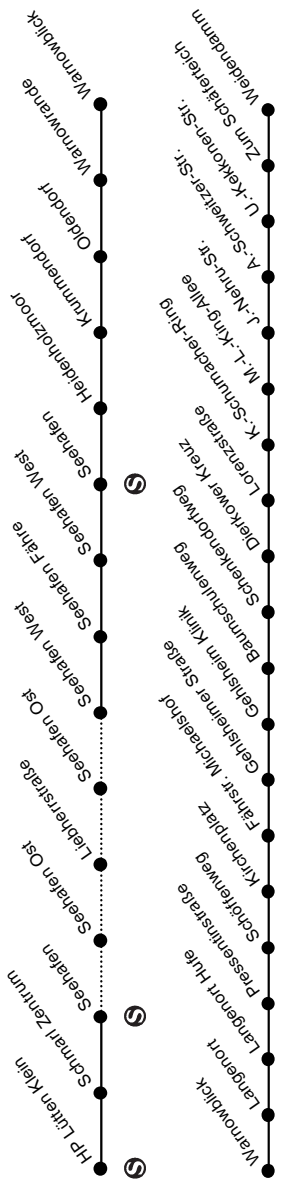 HP Lütten Klein
Schmarl Zentrum
Seehafen
Seehafen Ost
Liebherrstraße
Seehafen Ost
Seehafen West
Seehafen Fähre
Seehafen West
Seehafen
Heidenholzmoor
Krummendorf
Oldendorf
Warnowrande
Warnowblick
S
S
S
Warnowblick
Langenort
Langenort Hufe
Pressentinstraße
Schöffenweg
Kirchenplatz
Fährstr. Michaelshof
Gehlsheimer Straße
Gehlsheim Klinik
Baumschulenweg
Schenkendorfweg
Dierkower Kreuz
Lorenzstraße
K.-Schumacher-Ring
M.-L.-King-Allee
J.-Nehru-Str.
A.-Schweitzer-Str.
U.-Kekkonen-Str.
Zum Schäferteich
Weidendamm